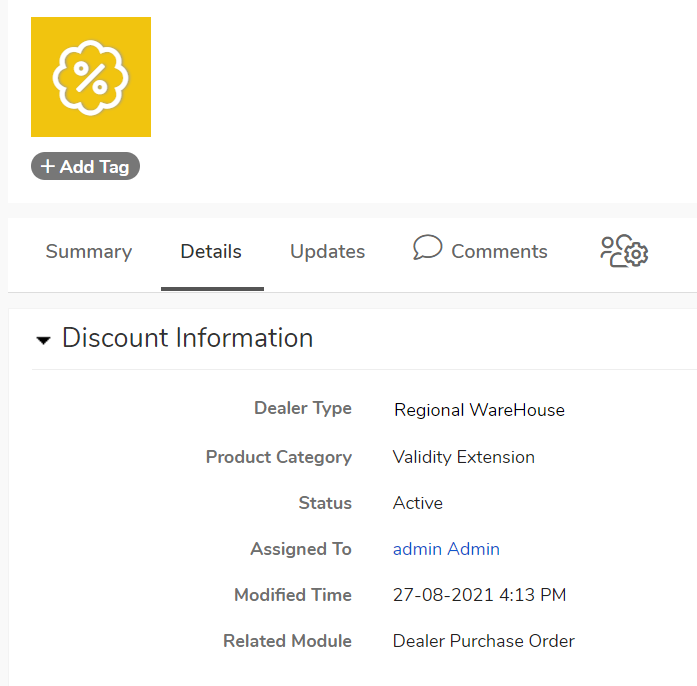 %
+ Add Tag
Summary Details Updates Comments
Discount Information
Dealer Type Regional WareHouse
Product Category Validity Extension
Status Active
Assigned To admin Admin
Modified Time 27-08-2021 4:13 PM
Related Module Dealer Purchase Order